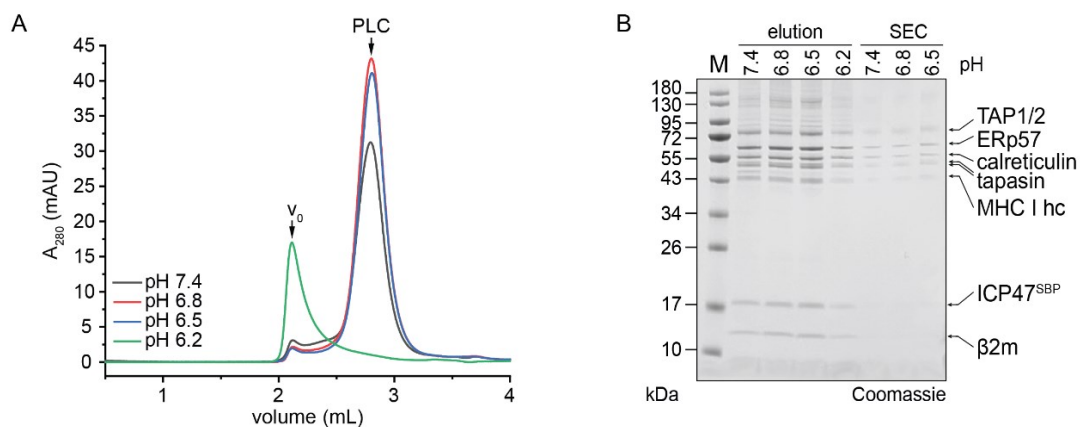 A
PLC
45
40
35
30
25
20
15
10
5
0
A280 (mAU)
V0
pH 7.4
pH 6.8
pH 6.5
pH 6.2
1 2 3 4
volume (mL)
B
elution SEC
M 7.4 6.8 6.5 6.2 7.4 6.8 6.5 pH
180
130
95
72
55
43
34
26
17
10
TAP1/2
ERp57
calreticulin
tapasin
MHC I hc
ICP47SBP
β2m
kDa Coomassie